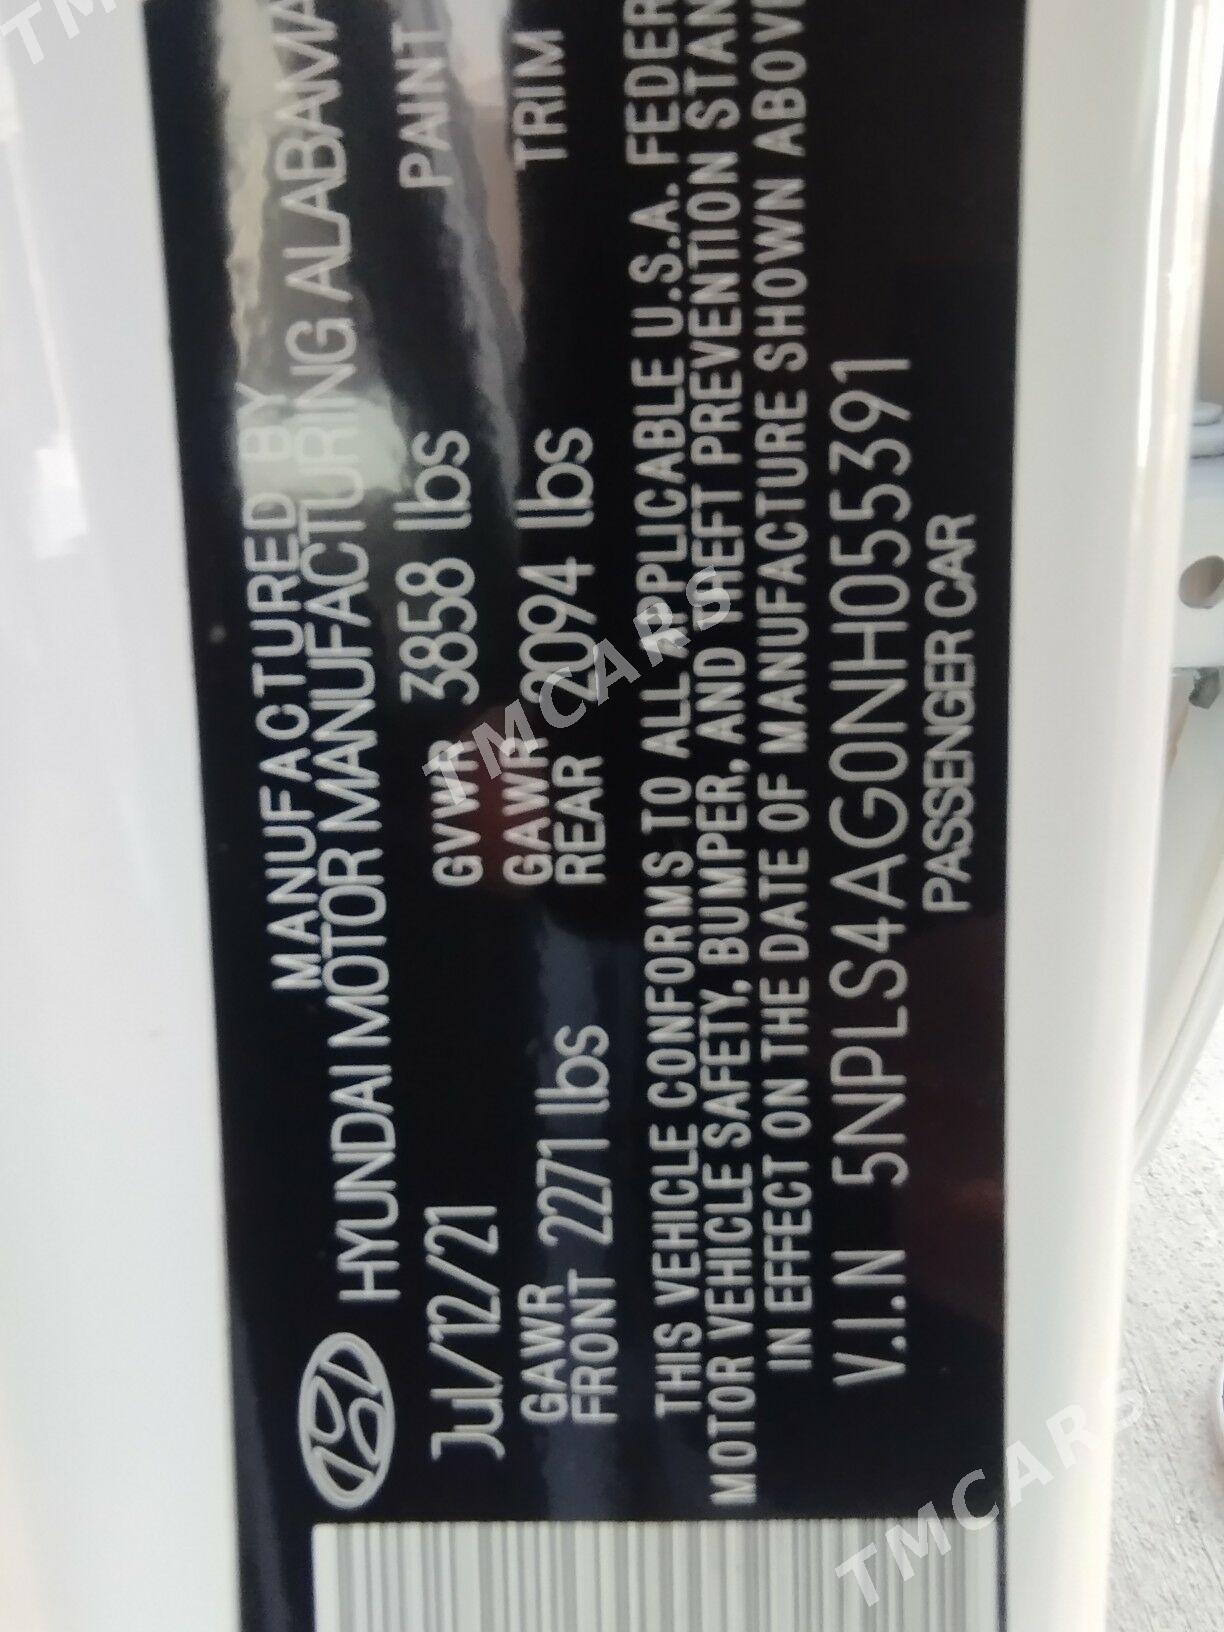 MANUFACTURED BY
HYUNDAI MOTOR MANUFACTURING ALABAMA
Jul/12/21 GVWR 3858 lbs PAINT
GAWR FRONT 2271 lbs GAWR REAR 2094 lbs TRIM
THIS VEHICLE CONFORMS TO ALL APPLICABLE U.S.A. FEDER
MOTOR VEHICLE SAFETY, BUMPER, AND THEFT PREVENTION STAN
IN EFFECT ON THE DATE OF MANUFACTURE SHOWN ABOVE
V.I.N 5NPLS4AG0NH055391
PASSENGER CAR
TMCARS
TMCARS